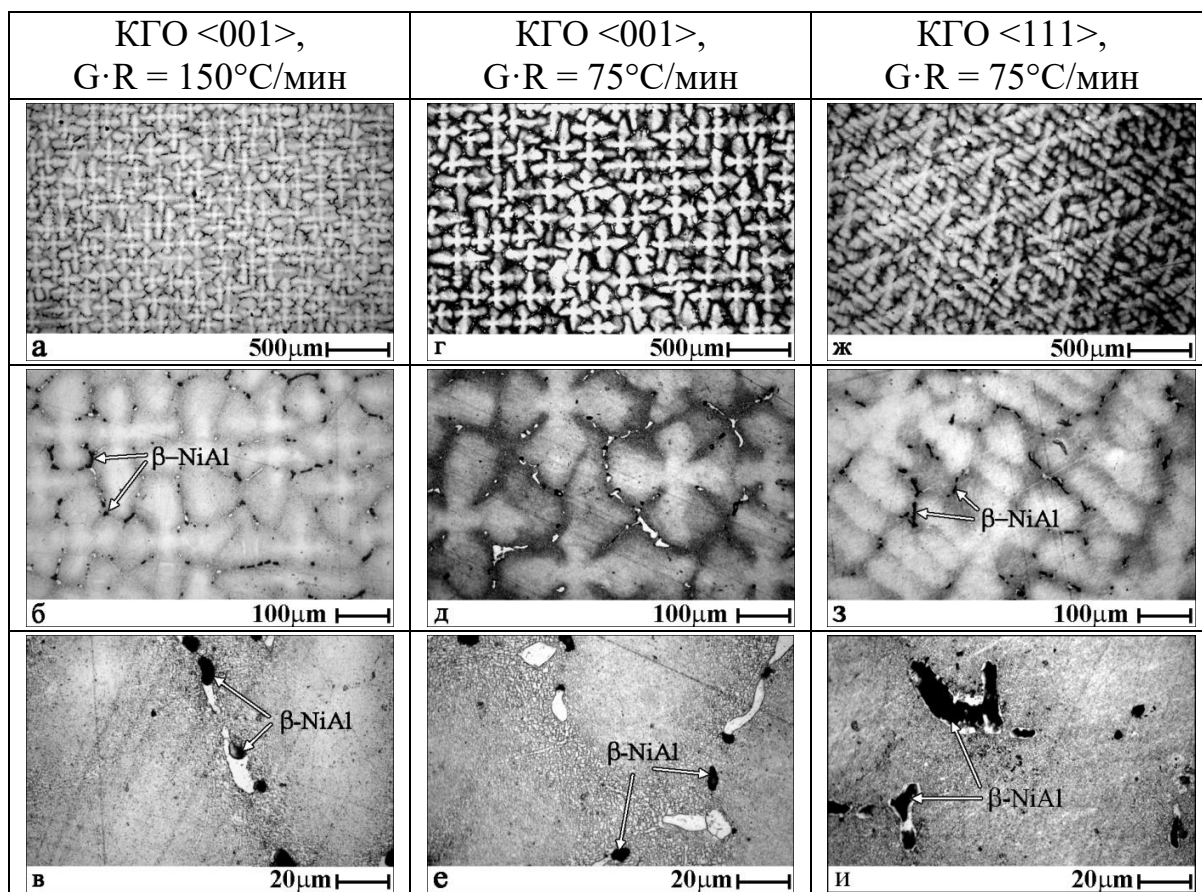 КГО <001>,
G·R = 150°С/мин
КГО <001>,
G·R = 75°С/мин
КГО <111>,
G·R = 75°С/мин
а 500μm
г 500μm
ж 500μm
β–NiAl
б 100μm
д 100μm
β–NiAl
з 100μm
β-NiAl
в 20μm
β-NiAl
е 20μm
β-NiAl
и 20μm